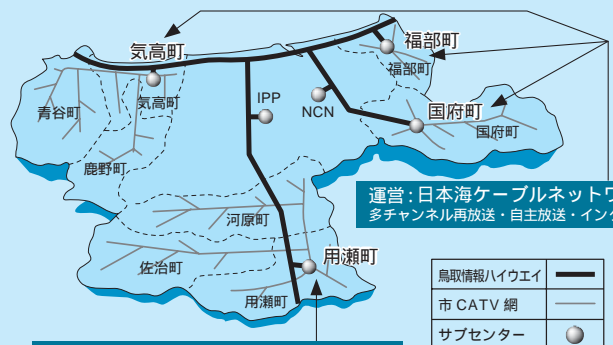 気高町
福部町
福部町
青谷町
気高町
IPP
NCN
国府町
国府町
鹿野町
運営:日本海ケーブルネット
多チャンネル再放送・自主放送・イン
河原町
佐治町
用瀬町
用瀬町
鳥取情報ハイウエイ
市CATV網
サブセンター